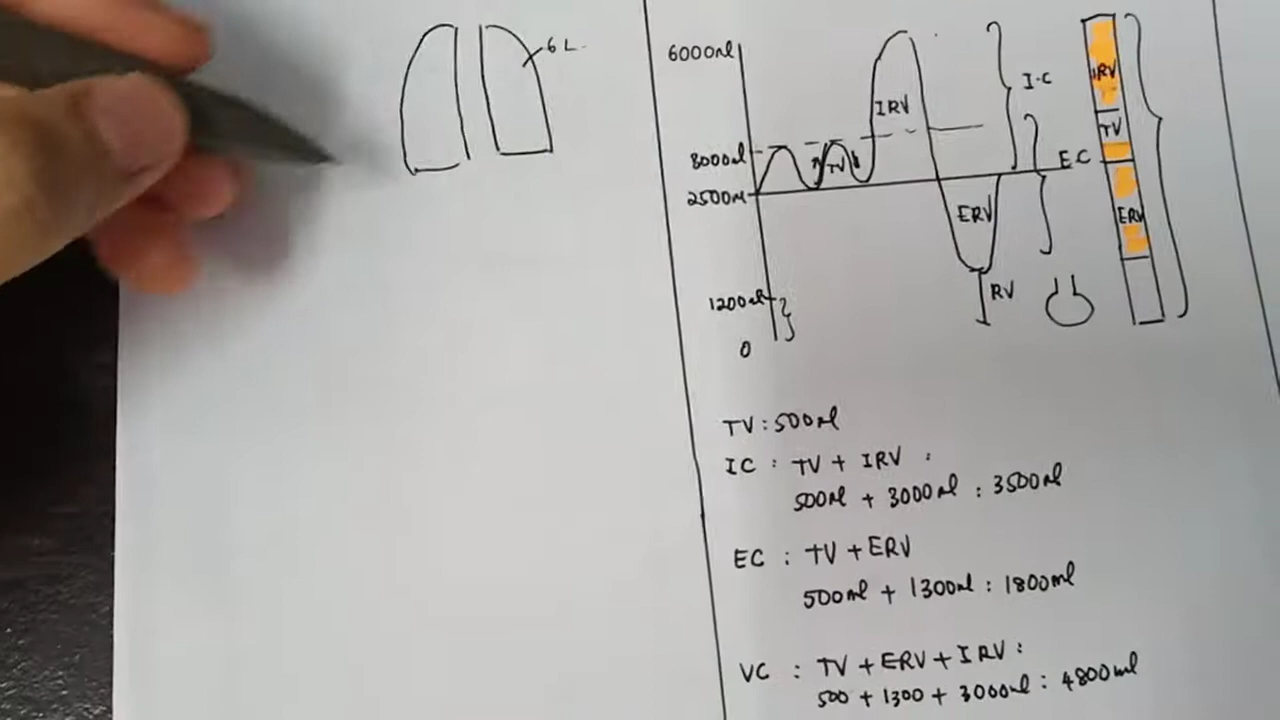 6L
6000ml
3000ml
2500ml
1200ml
0
TV
IRV
ERV
RV
I.C
EC
IRV
TV
ERV
TV : 500ml
IC : TV + IRV :
500ml + 3000ml : 3500ml
EC : TV + ERV
500ml + 1300ml : 1800ml
VC : TV + ERV + IRV :
500 + 1300 + 3000ml : 4800ml